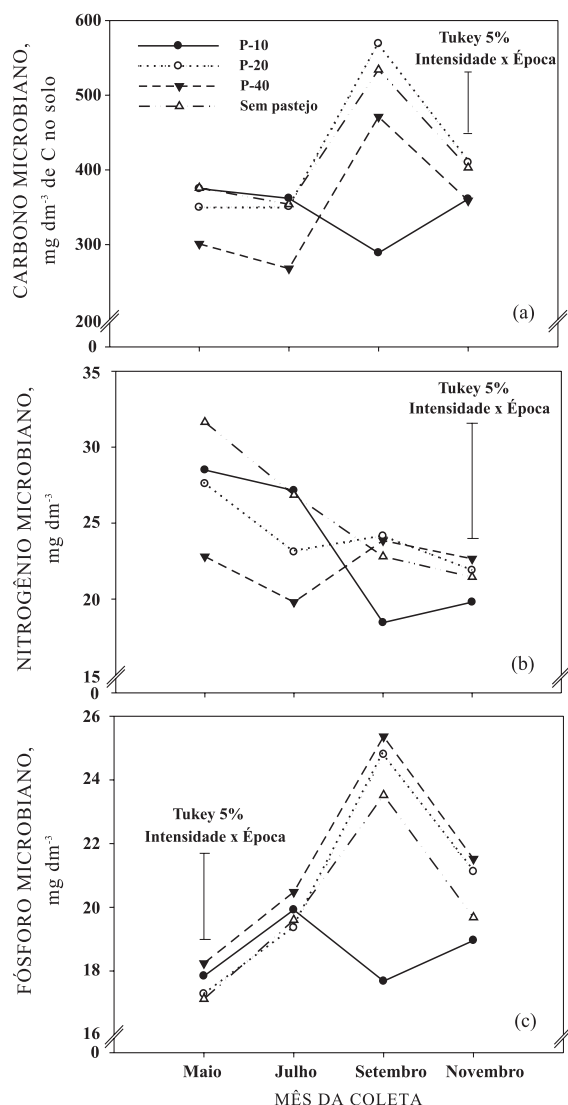 CARBONO MICROBIANO,
mg dm-3 de C no solo
600
500
400
300
200
0
P-10
P-20
P-40
Sem pastejo
Tukey 5%
Intensidade x Época
(a)
NITROGÊNIO MICROBIANO,
mg dm-3
35
30
25
20
15
0
Tukey 5%
Intensidade x Época
(b)
FÓSFORO MICROBIANO,
mg dm-3
26
24
22
20
18
16
0
Tukey 5%
Intensidade x Época
(c)
Maio Julho Setembro Novembro
MÊS DA COLETA